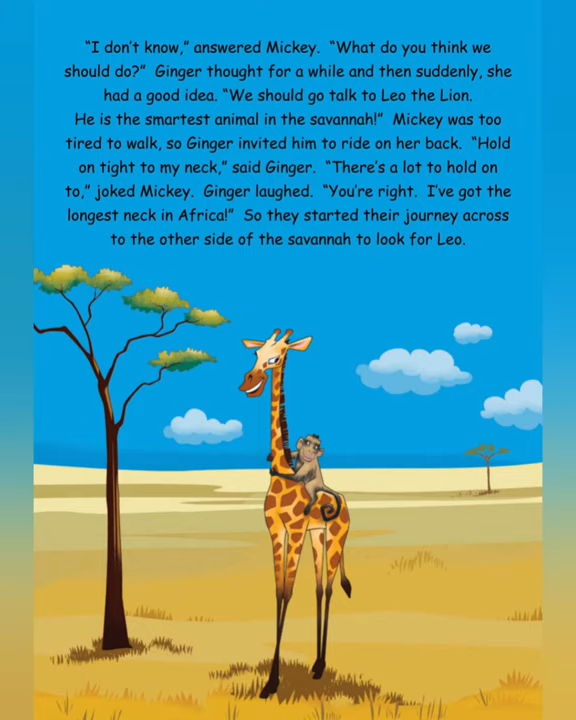 “I don’t know,” answered Mickey. “What do you think we
should do?” Ginger thought for a while and then suddenly, she
had a good idea. “We should go talk to Leo the Lion.
He is the smartest animal in the savannah!” Mickey was too
tired to walk, so Ginger invited him to ride on her back. “Hold
on tight to my neck,” said Ginger. “There’s a lot to hold on
to,” joked Mickey. Ginger laughed. “You’re right. I’ve got the
longest neck in Africa!” So they started their journey across
to the other side of the savannah to look for Leo.